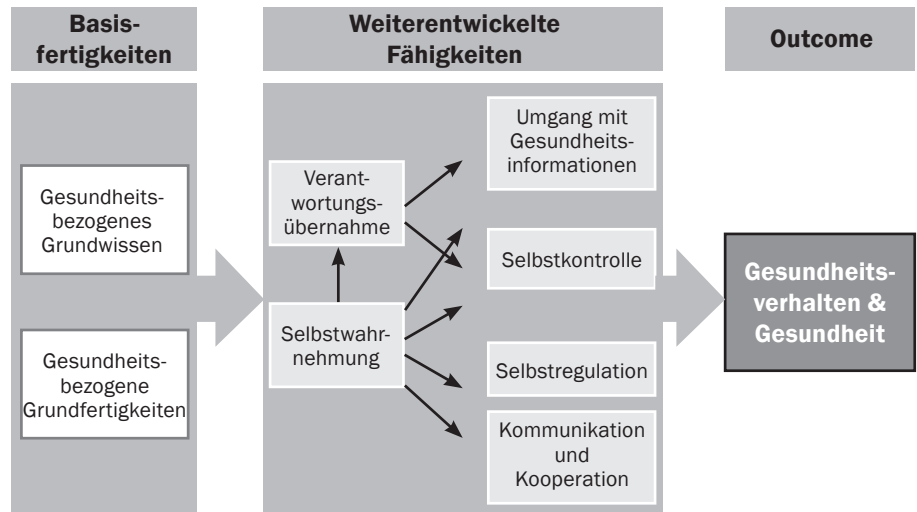 Basis-
fertigkeiten
Weiterentwickelte
Fähigkeiten
Outcome
Gesundheits-
bezogenes
Grundwissen
Gesundheits-
bezogene
Grundfertigkeiten
Verant-
wortungs-
übernahme
Selbstwahr-
nehmung
Umgang mit
Gesundheits-
informationen
Selbstkontrolle
Selbstregulation
Kommunikation
und
Kooperation
Gesundheits-
verhalten &
Gesundheit